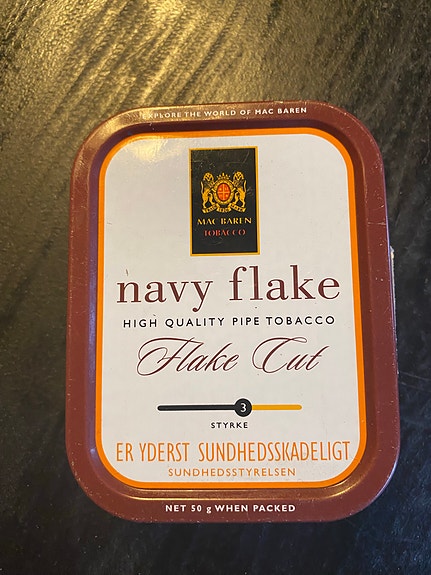 EXPLORE THE WORLD OF MAC BAREN
MAC BAREN
TOBACCO
navy flake
HIGH QUALITY PIPE TOBACCO
Flake Cut
3
STYRKE
ER YDERST SUNDHEDSSKADELIGT
SUNDHEDSSTYRELSEN
NET 50 g WHEN PACKED